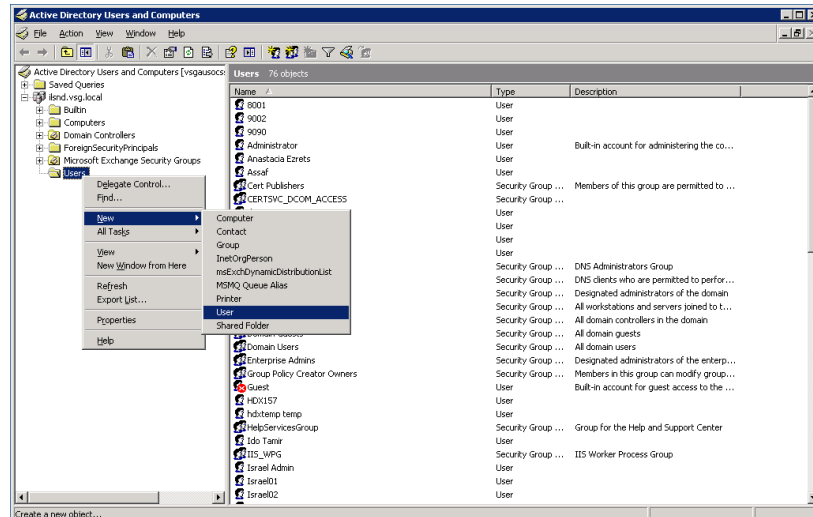 Active Directory Users and Computers
File Action View Window Help
Active Directory Users and Computers [vsgausocs:
Users 76 objects
Saved Queries
ilsnd.vsg.local
Builtin
Computers
Domain Controllers
ForeignSecurityPrincipals
Microsoft Exchange Security Groups
Users
Delegate Control...
Find...
New
All Tasks
View
New Window from Here
Refresh
Export List...
Properties
Help
Computer
Contact
Group
InetOrgPerson
msExchDynamicDistributionList
MSMQ Queue Alias
Printer
User
Shared Folder
Name Type Description
8001 User
9002 User
9090 User
Administrator User Built-in account for administering the co...
Anastacia Ezrets User
Assaf User
Cert Publishers Security Group ... Members of this group are permitted to ...
CERTSVC_DCOM_ACCESS Security Group ...
User
User
User
User
Security Group ... DNS Administrators Group
Security Group ... DNS clients who are permitted to perfor...
Security Group ... Designated administrators of the domain
Security Group ... All workstations and servers joined to t...
Security Group ... All domain controllers in the domain
Domain Guests Security Group ... All domain guests
Domain Users Security Group ... All domain users
Enterprise Admins Security Group ... Designated administrators of the enterp...
Group Policy Creator Owners Security Group ... Members in this group can modify group...
Guest User Built-in account for guest access to the ...
HDX157 User
hdxtemp temp User
HelpServicesGroup Security Group ... Group for the Help and Support Center
Ido Tamir User
IIS_WPG Security Group ... IIS Worker Process Group
Israel Admin User
Israel01 User
Israel02 User
Create a new object...